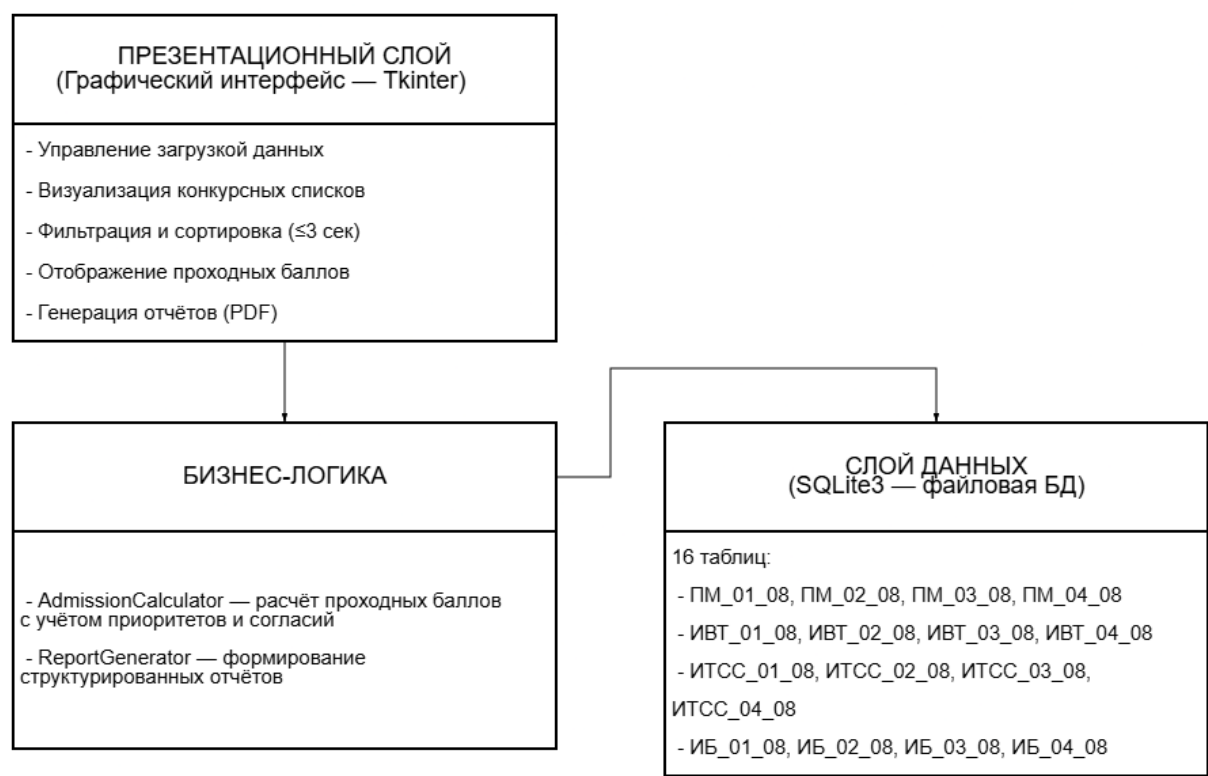 ПРЕЗЕНТАЦИОННЫЙ СЛОЙ
(Графический интерфейс — Tkinter)
- Управление загрузкой данных
- Визуализация конкурсных списков
- Фильтрация и сортировка (≤3 сек)
- Отображение проходных баллов
- Генерация отчётов (PDF)
БИЗНЕС-ЛОГИКА
- AdmissionCalculator — расчёт проходных баллов
с учётом приоритетов и согласий
- ReportGenerator — формирование
структурированных отчётов
СЛОЙ ДАННЫХ
(SQLite3 — файловая БД)
16 таблиц:
- ПМ_01_08, ПМ_02_08, ПМ_03_08, ПМ_04_08
- ИВТ_01_08, ИВТ_02_08, ИВТ_03_08, ИВТ_04_08
- ИТСС_01_08, ИТСС_02_08, ИТСС_03_08,
ИТСС_04_08
- ИБ_01_08, ИБ_02_08, ИБ_03_08, ИБ_04_08